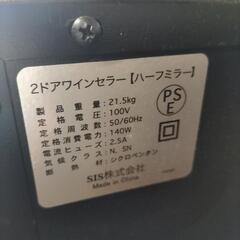 2ドアワインセラー【ハーフミラー】
品番重量：21.5kg
定格電圧：100V
定格周波数：50/60Hz
定格消費電力：140W
電流ヒューズ：2.5A
気候クラス：N, SN
断熱材：シクロペンタン
PSE
SIS株式会社
Made in China